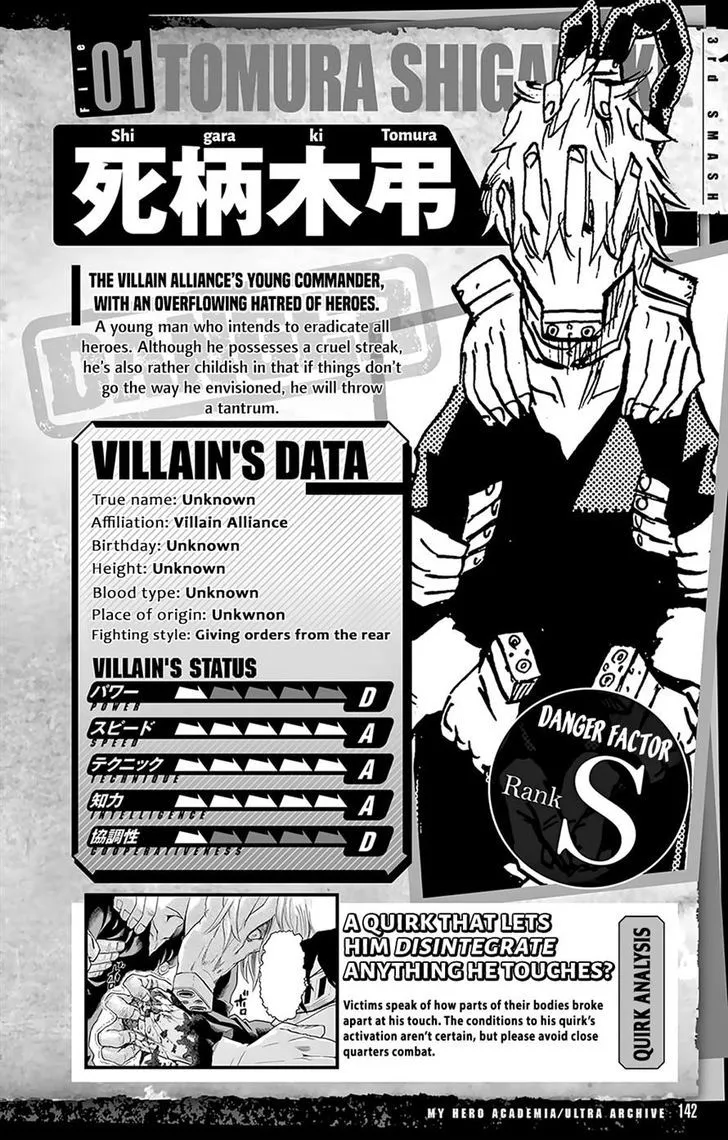 File 01 TOMURA SHIGARAKI
3rd SMASH
Shi gara ki Tomura
死柄木弔
THE VILLAIN ALLIANCE'S YOUNG COMMANDER,
WITH AN OVERFLOWING HATRED OF HEROES.
A young man who intends to eradicate all
heroes. Although he possesses a cruel streak,
he's also rather childish in that if things don't
go the way he envisioned, he will throw
a tantrum.
DANGER
VILLAIN'S DATA
True name: Unknown
Affiliation: Villain Alliance
Birthday: Unknown
Height: Unknown
Blood type: Unknown
Place of origin: Unkwnon
Fighting style: Giving orders from the rear
VILLAIN'S STATUS
パワー D
POWER
スピード A
SPEED
テクニック A
TECHNIQUE
知力 A
INTELLIGENCE
協調性 D
COOPERATIVENESS
DANGER FACTOR
Rank S
A QUIRK THAT LETS
HIM DISINTEGRATE
ANYTHING HE TOUCHES?
Victims speak of how parts of their bodies broke
apart at his touch. The conditions to his quirk's
activation aren't certain, but please avoid close
quarters combat.
QUIRK ANALYSIS
MY HERO ACADEMIA/ULTRA ARCHIVE 142